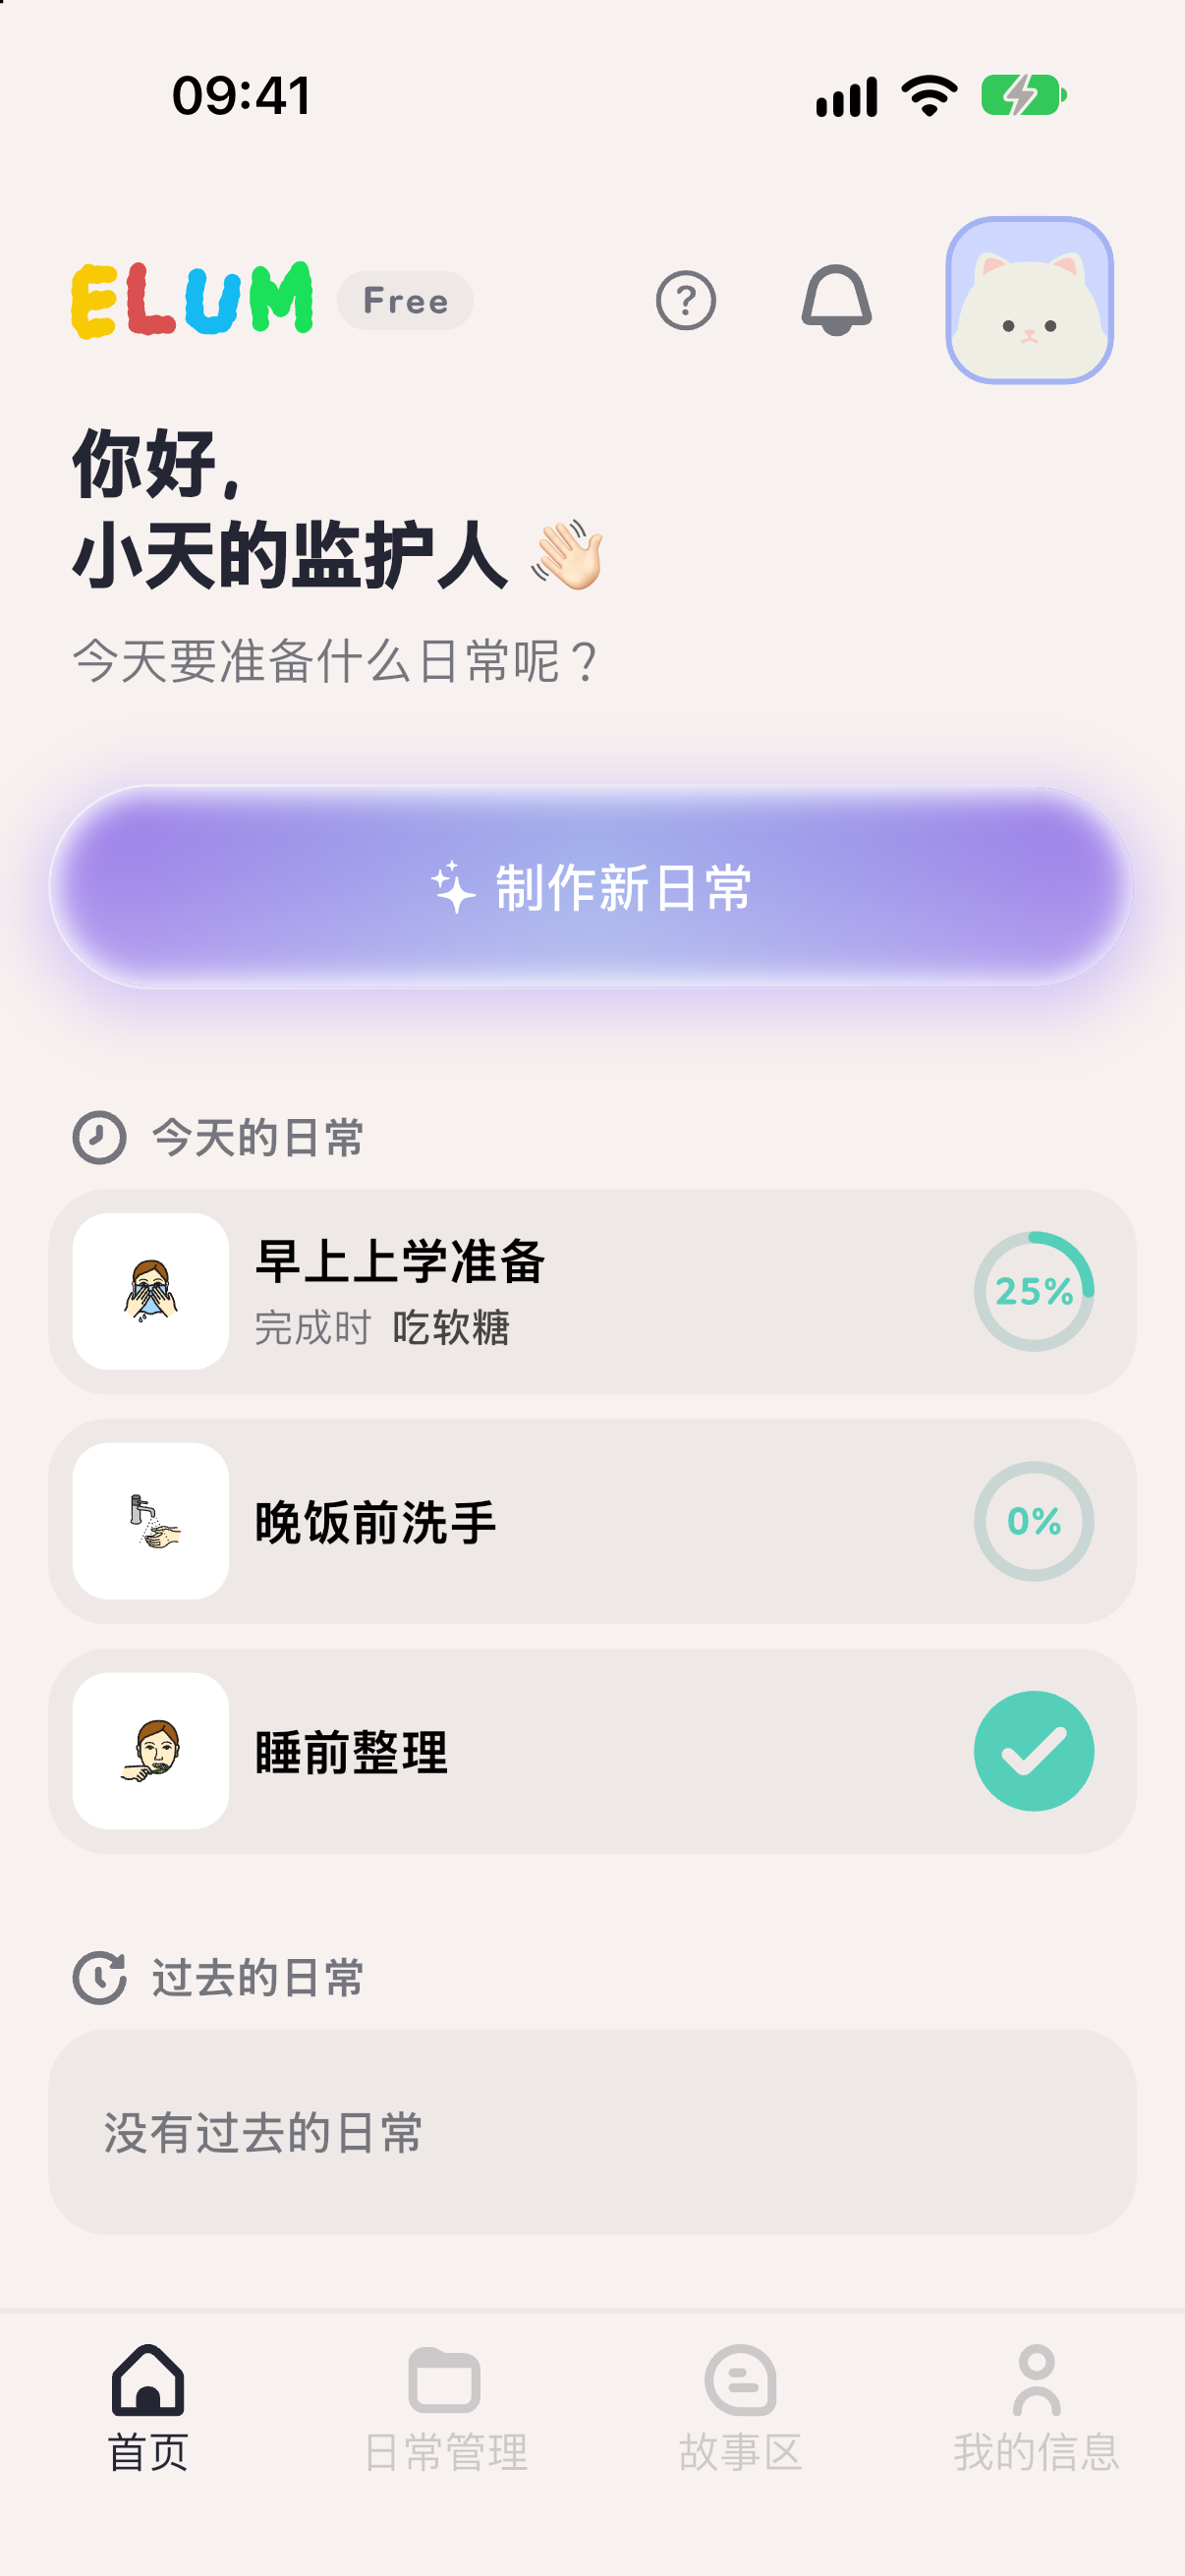 09:41
ELUM Free
你好,
小天的监护人 👋🏻
今天要准备什么日常呢？
制作新日常
今天的日常
早上上学准备
完成时 吃软糖
25%
晚饭前洗手
0%
睡前整理
过去的日常
没有过去的日常
首页 日常管理 故事区 我的信息